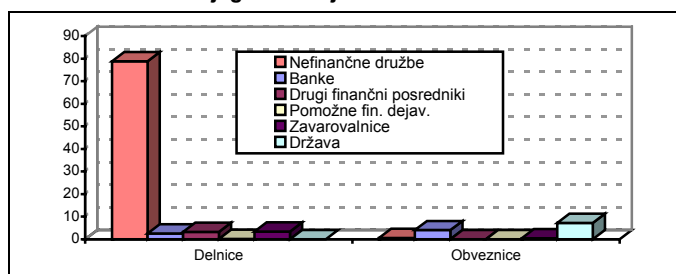 90
80
70
60
50
40
30
20
10
0
Nefinančne družbe
Banke
Drugi finančni posredniki
Pomožne fin. dejav.
Zavarovalnice
Država
Delnice
Obveznice